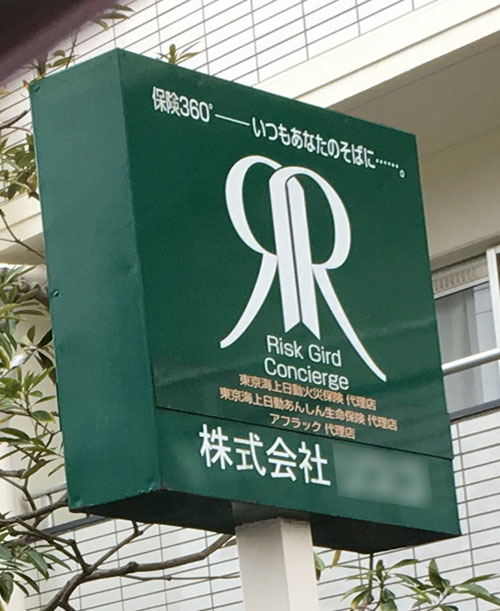 保険360°――いつもあなたのそばに……。
RR
Risk Gird
Concierge
東京海上日動火災保険 代理店
東京海上日動あんしん生命保険 代理店
アフラック 代理店
株式会社